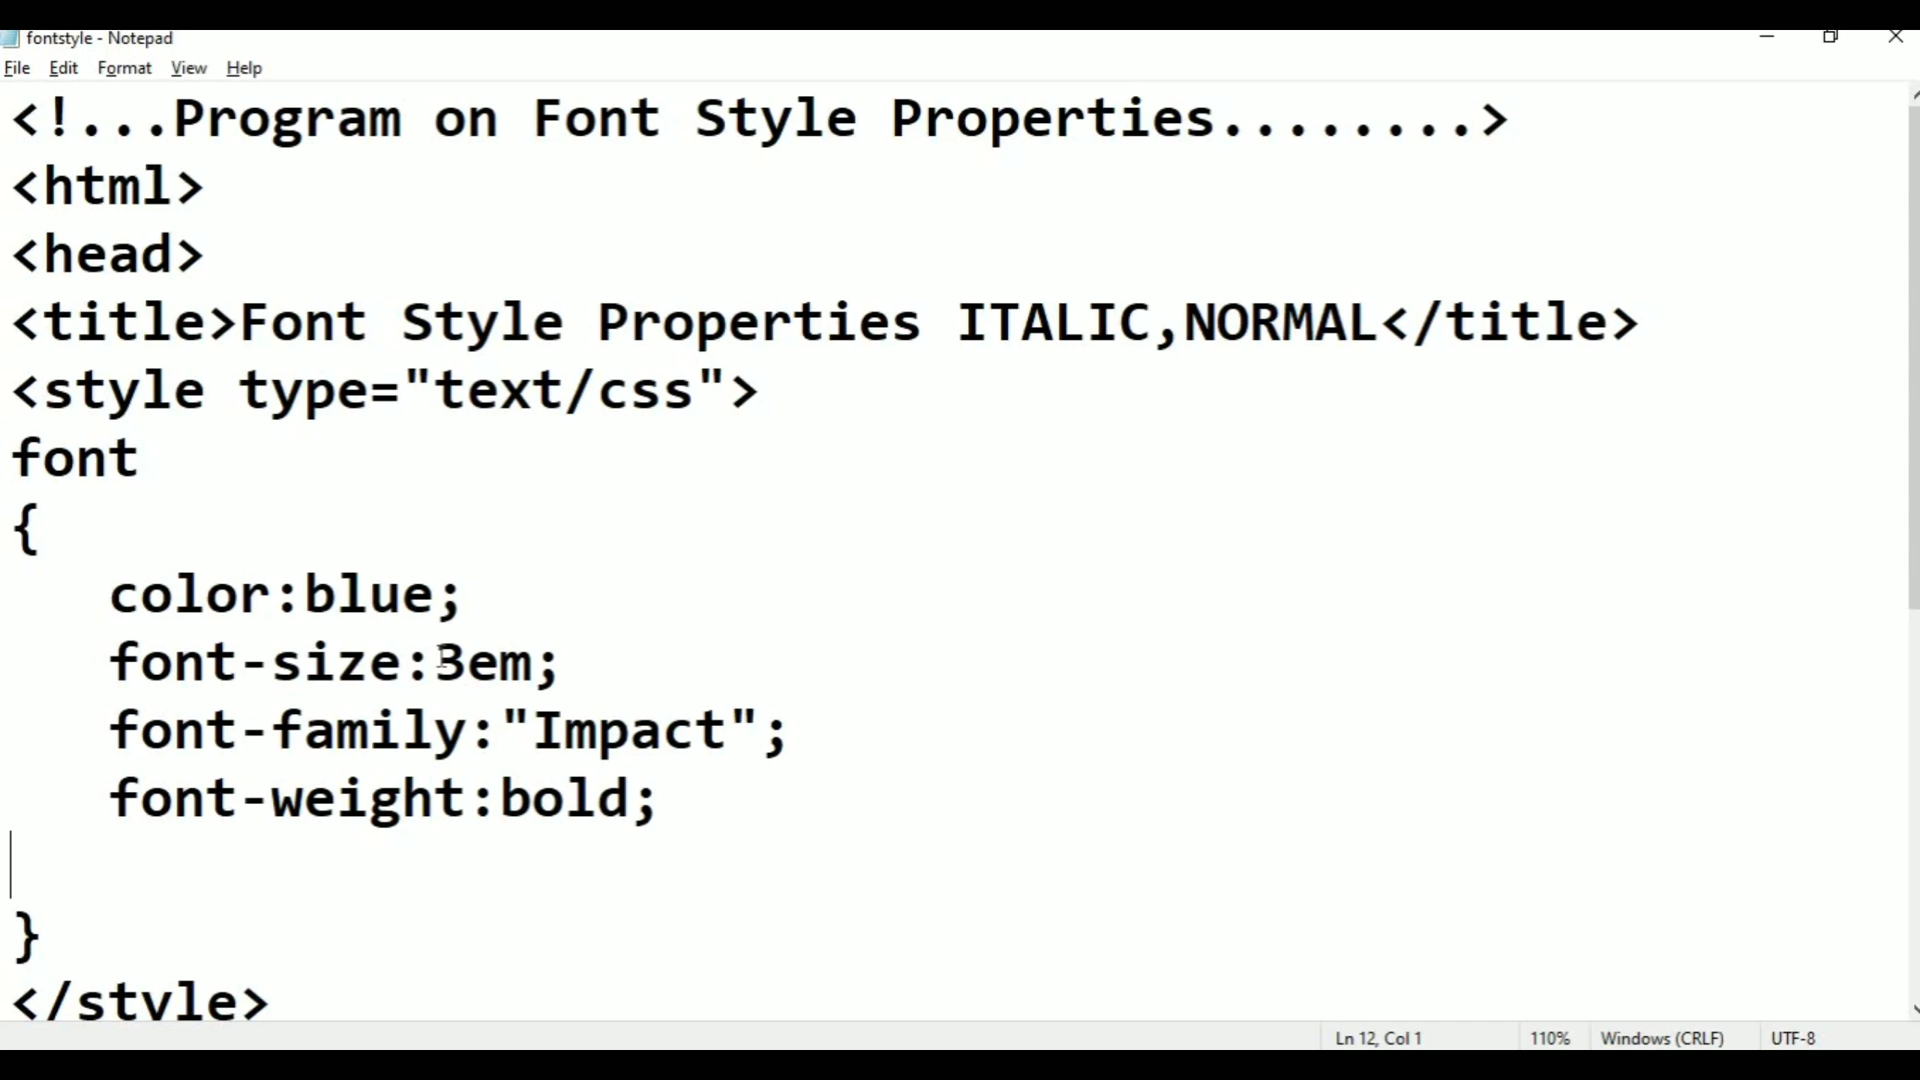 fontstyle - Notepad
File Edit Format View Help
<!...Program on Font Style Properties........>
<html>
<head>
<title>Font Style Properties ITALIC,NORMAL</title>
<style type="text/css">
font
{
color:blue;
font-size:3em;
font-family:"Impact";
font-weight:bold;
}
</style>
Ln 12, Col 1 110% Windows (CRLF) UTF-8